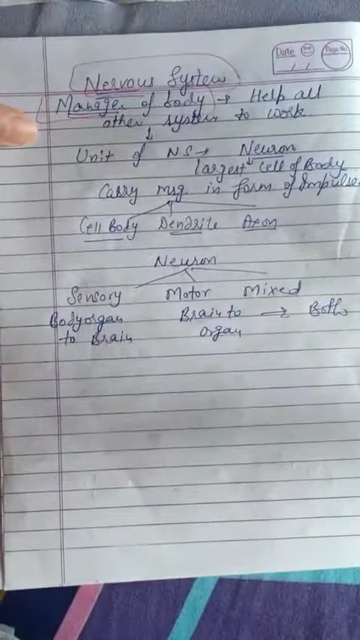 Date
Page No.
Nervous System
Manager of body → Help all
other system to work
↓
Unit of NS → Neuron
largest cell of Body
Carry msg in form of Impulse
Cell Body Dendrite Axon
Neuron
Sensory Motor Mixed
Body organ Brain to → Both
to Brain organ